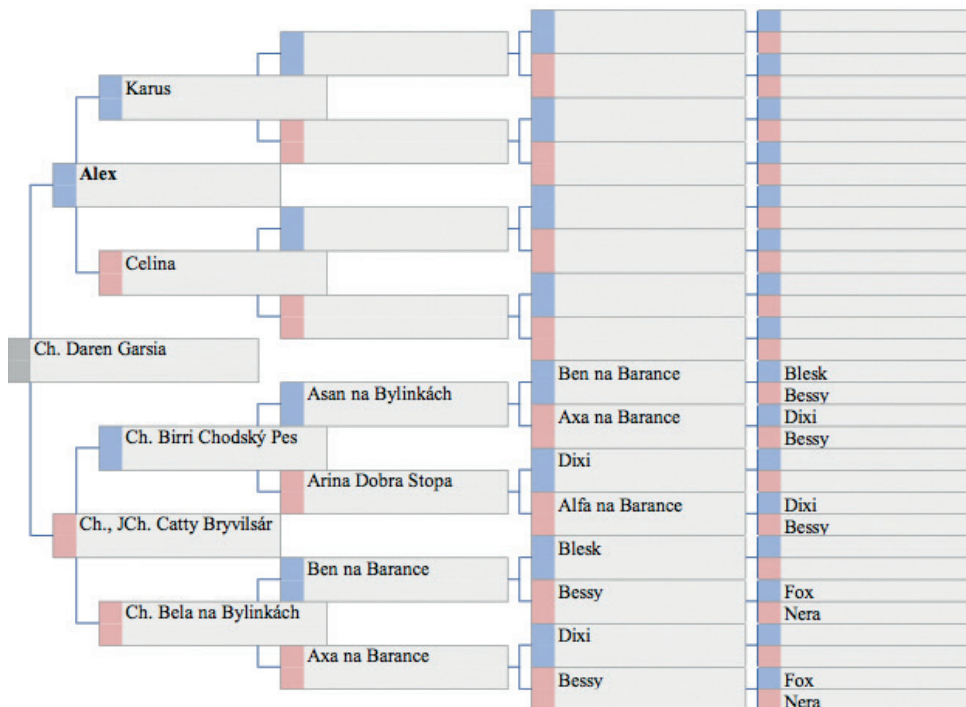 Karus
Alex
Celina
Ch. Daren Garsia
Ben na Barance
Blesk
Bessy
Asan na Bylinkách
Axa na Barance
Dixi
Bessy
Ch. Birri Chodský Pes
Dixi
Arina Dobra Stopa
Alfa na Barance
Dixi
Bessy
Ch., JCh. Catty Bryvilsár
Blesk
Ben na Barance
Bessy
Fox
Nera
Ch. Bela na Bylinkách
Dixi
Axa na Barance
Bessy
Fox
Nera